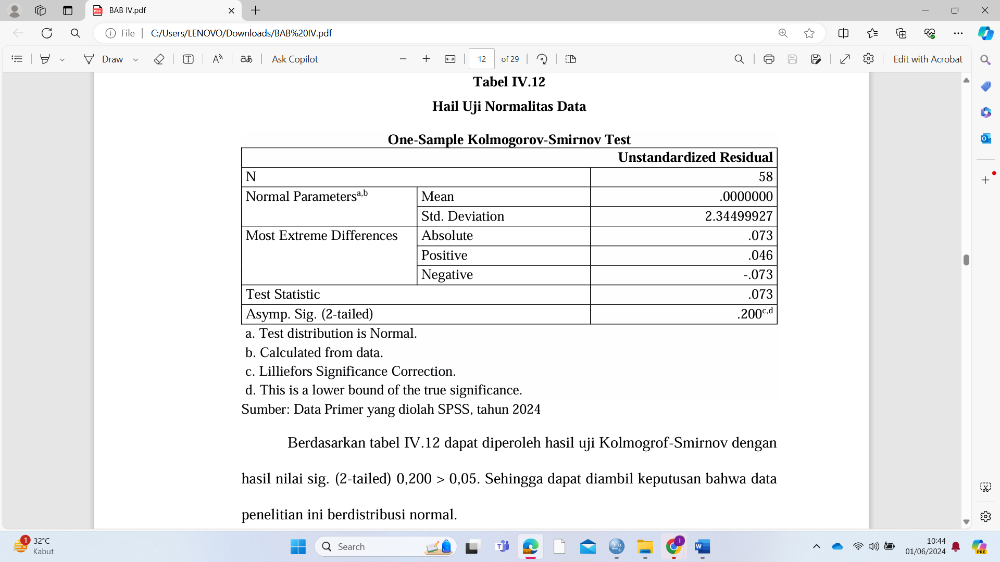 BAB IV.pdf
File
C:/Users/LENOVO/Downloads/BAB%20IV.pdf
Draw
Ask Copilot
12
of 29
Edit with Acrobat
Tabel IV.12
Hail Uji Normalitas Data
One-Sample Kolmogorov-Smirnov Test
Unstandardized Residual
N 58
Normal Parametersa,b Mean .0000000
Std. Deviation 2.34499927
Most Extreme Differences Absolute .073
Positive .046
Negative -.073
Test Statistic .073
Asymp. Sig. (2-tailed) .200c,d
a. Test distribution is Normal.
b. Calculated from data.
c. Lilliefors Significance Correction.
d. This is a lower bound of the true significance.
Sumber: Data Primer yang diolah SPSS, tahun 2024
Berdasarkan tabel IV.12 dapat diperoleh hasil uji Kolmogrof-Smirnov dengan
hasil nilai sig. (2-tailed) 0,200 > 0,05. Sehingga dapat diambil keputusan bahwa data
penelitian ini berdistribusi normal.
1
32°C
Kabut
Search
10:44
01/06/2024
PRE